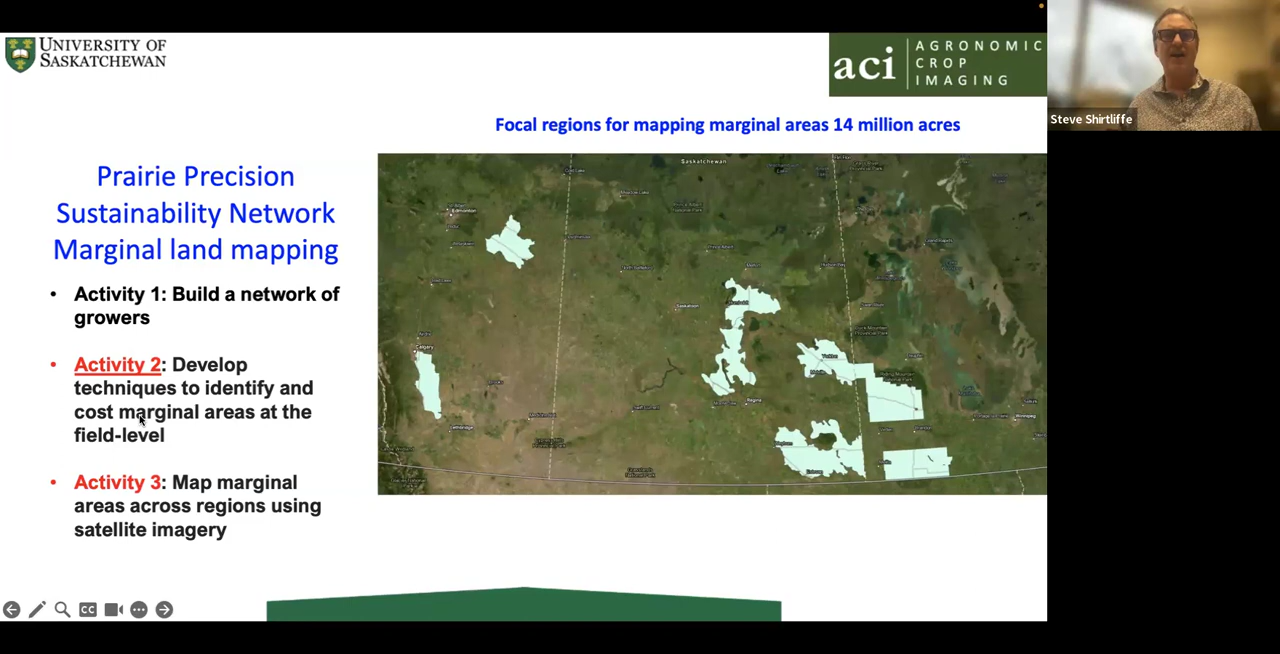 UNIVERSITY OF
SASKATCHEWAN
aci
AGRONOMIC
CROP
IMAGING
Steve Shirtliffe
Focal regions for mapping marginal areas 14 million acres
Prairie Precision
Sustainability Network
Marginal land mapping
• Activity 1: Build a network of
growers
• Activity 2: Develop
techniques to identify and
cost marginal areas at the
field-level
• Activity 3: Map marginal
areas across regions using
satellite imagery
Saskatchewan
Edmonton
Saskatoon
Calgary
Regina
Yorkton
Winnipeg
CC